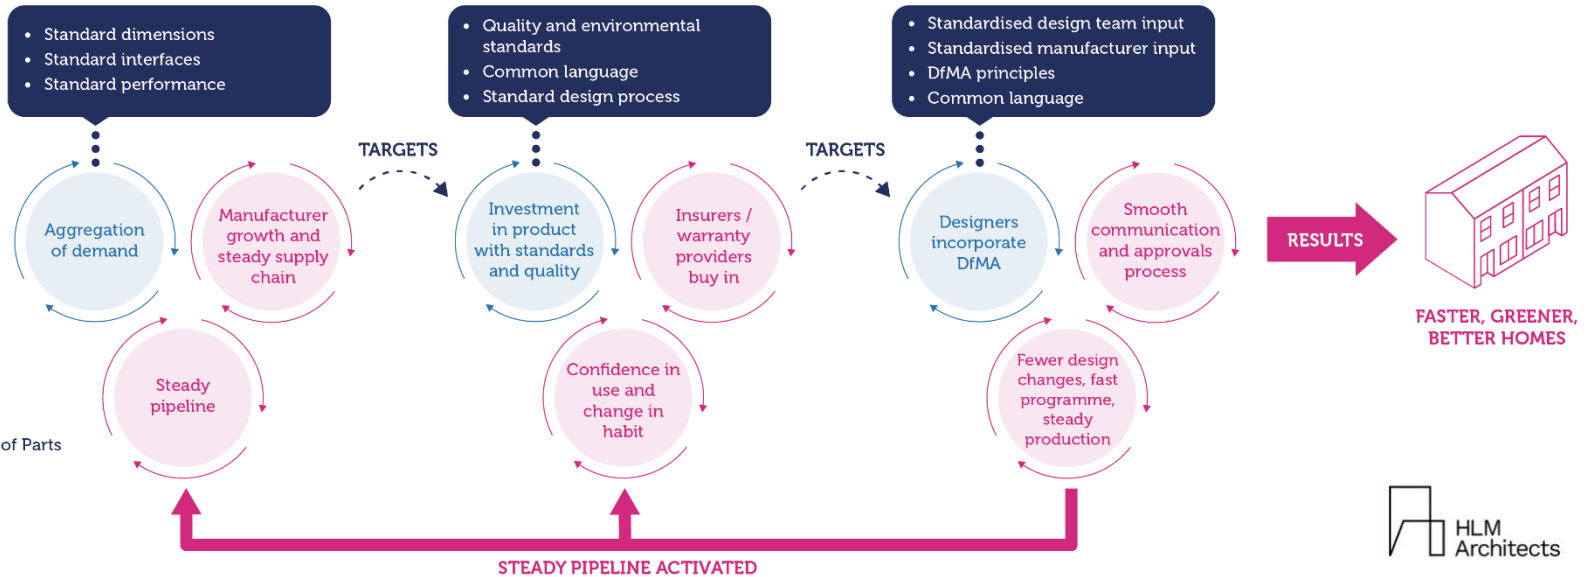 • Standard dimensions
• Standard interfaces
• Standard performance
• Quality and environmental
standards
• Common language
• Standard design process
• Standardised design team input
• Standardised manufacturer input
• DfMA principles
• Common language
TARGETS
TARGETS
Aggregation
of demand
Manufacturer
growth and
steady supply
chain
Steady
pipeline
Investment
in product
with standards
and quality
Insurers /
warranty
providers
buy in
Confidence in
use and
change in
habit
Designers
incorporate
DfMA
Smooth
communication
and approvals
process
Fewer design
changes, fast
programme,
steady
production
RESULTS
FASTER, GREENER,
BETTER HOMES
of Parts
STEADY PIPELINE ACTIVATED
HLM
Architects